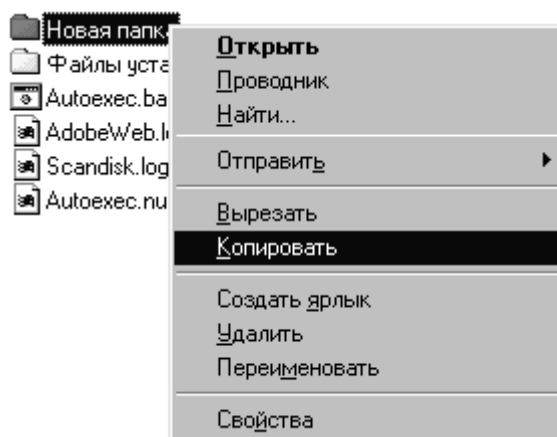 Новая папка
Файлы уста
Autoexec.ba
AdobeWeb.l
Scandisk.log
Autoexec.nu
Открыть
Проводник
Найти...
Отправить
Вырезать
Копировать
Создать ярлык
Удалить
Переименовать
Свойства